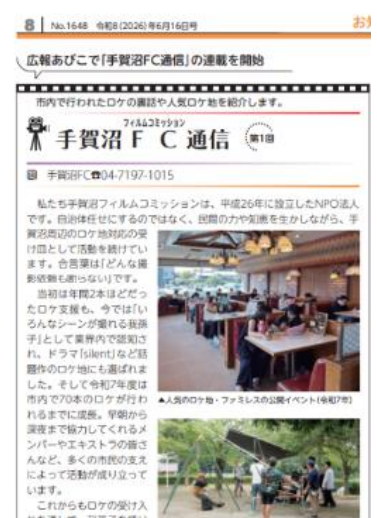 8 No.1648 令和8(2026)年6月16日号
お知
広報あびこで「手賀沼FC通信」の連載を開始
市内で行われたロケの裏話や人気ロケ地を紹介します。
フィルムコミッション
手賀沼FC通信 第1回
問 手賀沼FC☎04-7197-1015
私たち手賀沼フィルムコミッションは、平成26年に設立したNPO法人
です。自治体任せにするのではなく、民間の力や知恵を生かしながら、手
賀沼周辺のロケ地対応の受
け皿として活動を続けてい
ます。合言葉は「どんな撮
影依頼も断らない」です。
当初は年間2本ほどだっ
たロケ支援も、今では「い
ろんなシーンが撮れる我孫
子」として業界内で認知さ
れ、ドラマ「silent」など話
題作のロケ地にも選ばれま
した。そして令和7年度は
市内で70本のロケが行わ
れるまでに成長。早朝から
深夜まで協力してくれるメ
ンバーやエキストラの皆さ
んなど、多くの市民の支え
によって活動が成り立って
います。
これからもロケの受け入
▲人気のロケ地・ファミレスの公開イベント(令和7年)